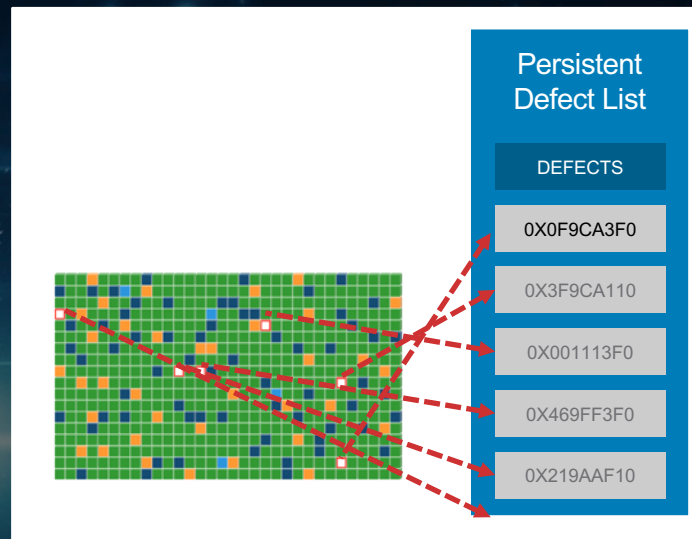 Persistent
Defect List
DEFECTS
0X0F9CA3F0
0X3F9CA110
0X001113F0
0X469FF3F0
0X219AAF10